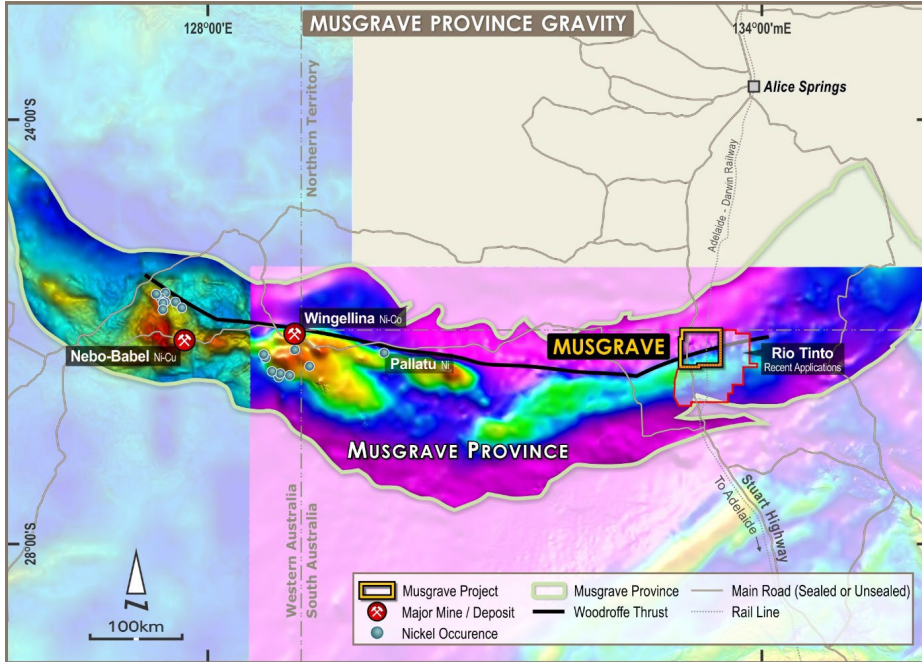 MUSGRAVE PROVINCE GRAVITY
128°00'E
134°00'mE
24°00'S
Alice Springs
Northern Territory
Adelaide - Darwin Railway
Wingellina Ni-Co
Nebo-Babel Ni-Cu
Pallatu Ni
MUSGRAVE
Rio Tinto
Recent Applications
MUSGRAVE PROVINCE
Stuart Highway
To Adelaide
28°00'S
Western Australia
South Australia
N
100km
Musgrave Project
Musgrave Province
Main Road (Sealed or Unsealed)
Major Mine / Deposit
Woodroffe Thrust
Rail Line
Nickel Occurence